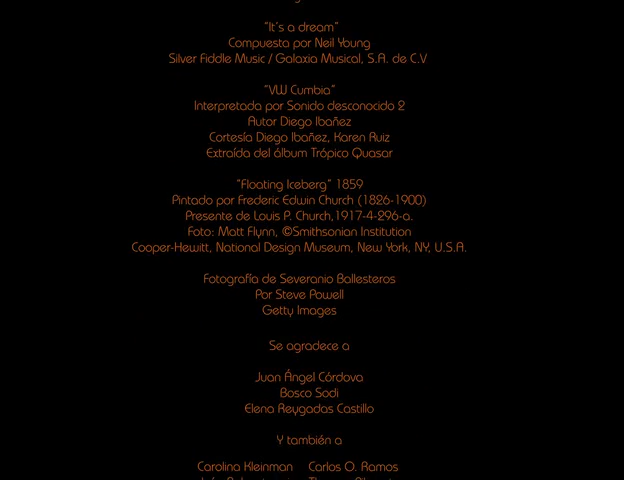 "It's a dream"
Compuesta por Neil Young
Silver Fiddle Music / Galaxia Musical, S.A. de C.V
"VW Cumbia"
Interpretada por Sonido desconocido 2
Autor Diego Ibañez
Cortesía Diego Ibañez, Karen Ruiz
Extraída del álbum Trópico Quasar
"Floating Iceberg" 1859
Pintado por Frederic Edwin Church (1826-1900)
Presente de Louis P. Church,1917-4-296-a.
Foto: Matt Flynn, ©Smithsonian Institution
Cooper-Hewitt, National Design Museum, New York, NY, U.S.A.
Fotografía de Severanio Ballesteros
Por Steve Powell
Getty Images
Se agradece a
Juan Ángel Córdova
Bosco Sodi
Elena Reygadas Castillo
Y también a
Carolina Kleinman Carlos O. Ramos